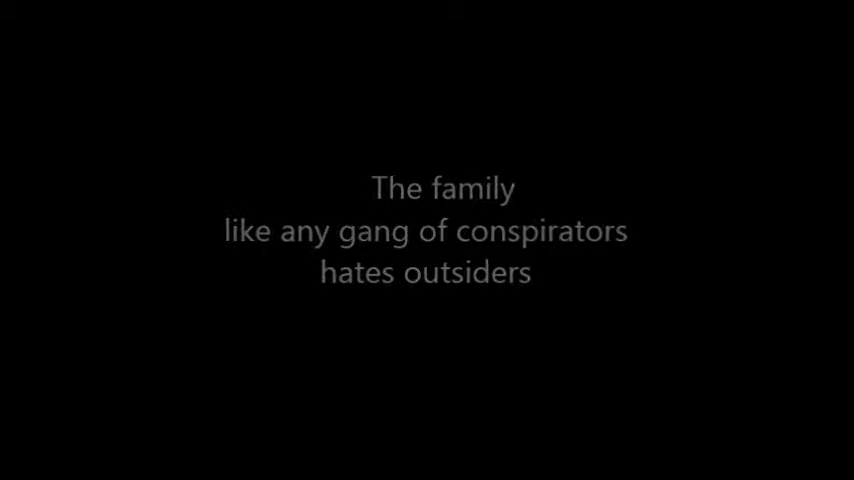 The family
like any gang of conspirators
hates outsiders